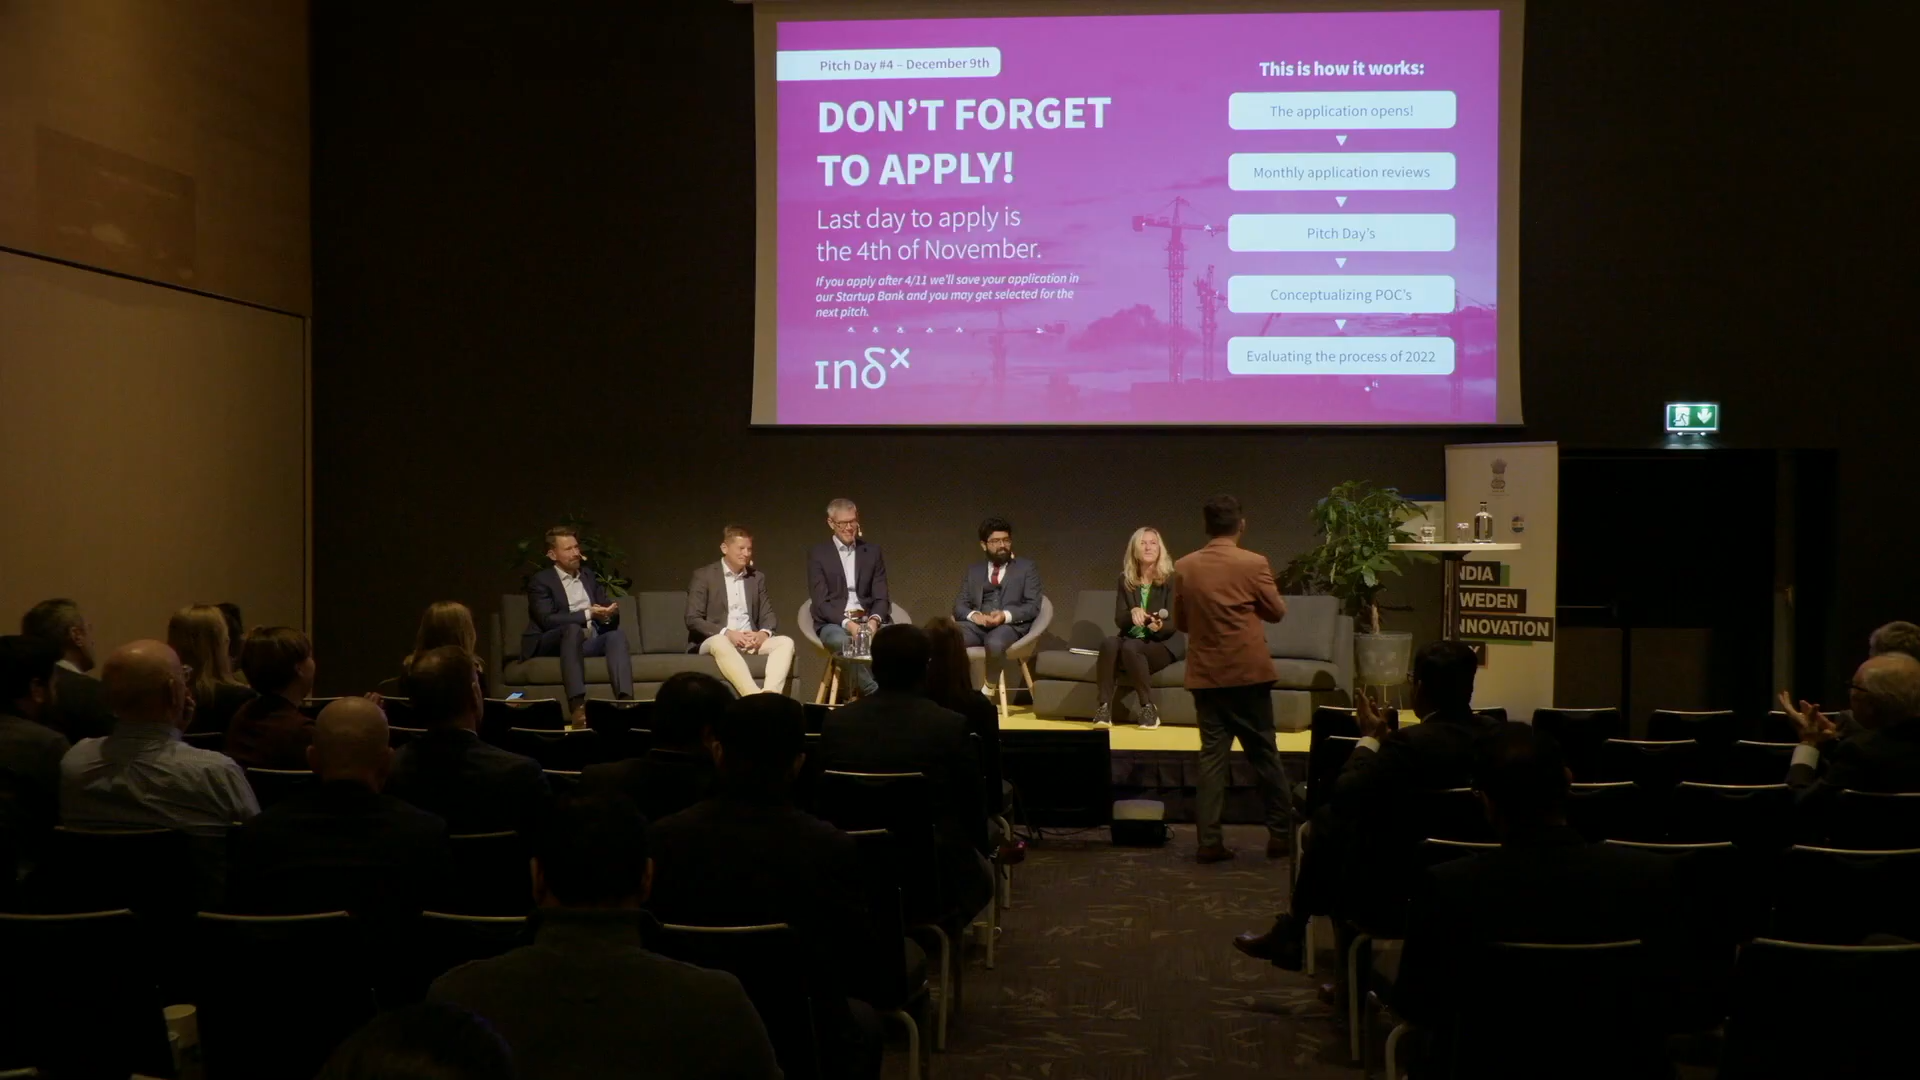 Pitch Day #4 – December 9th
DON’T FORGET
TO APPLY!
Last day to apply is
the 4th of November.
If you apply after 4/11 we’ll save your application in
our Startup Bank and you may get selected for the
next pitch.
ɪnδˣ
This is how it works:
The application opens!
Monthly application reviews
Pitch Day’s
Conceptualizing POC’s
Evaluating the process of 2022
NDIA
WEDEN
NNOVATION